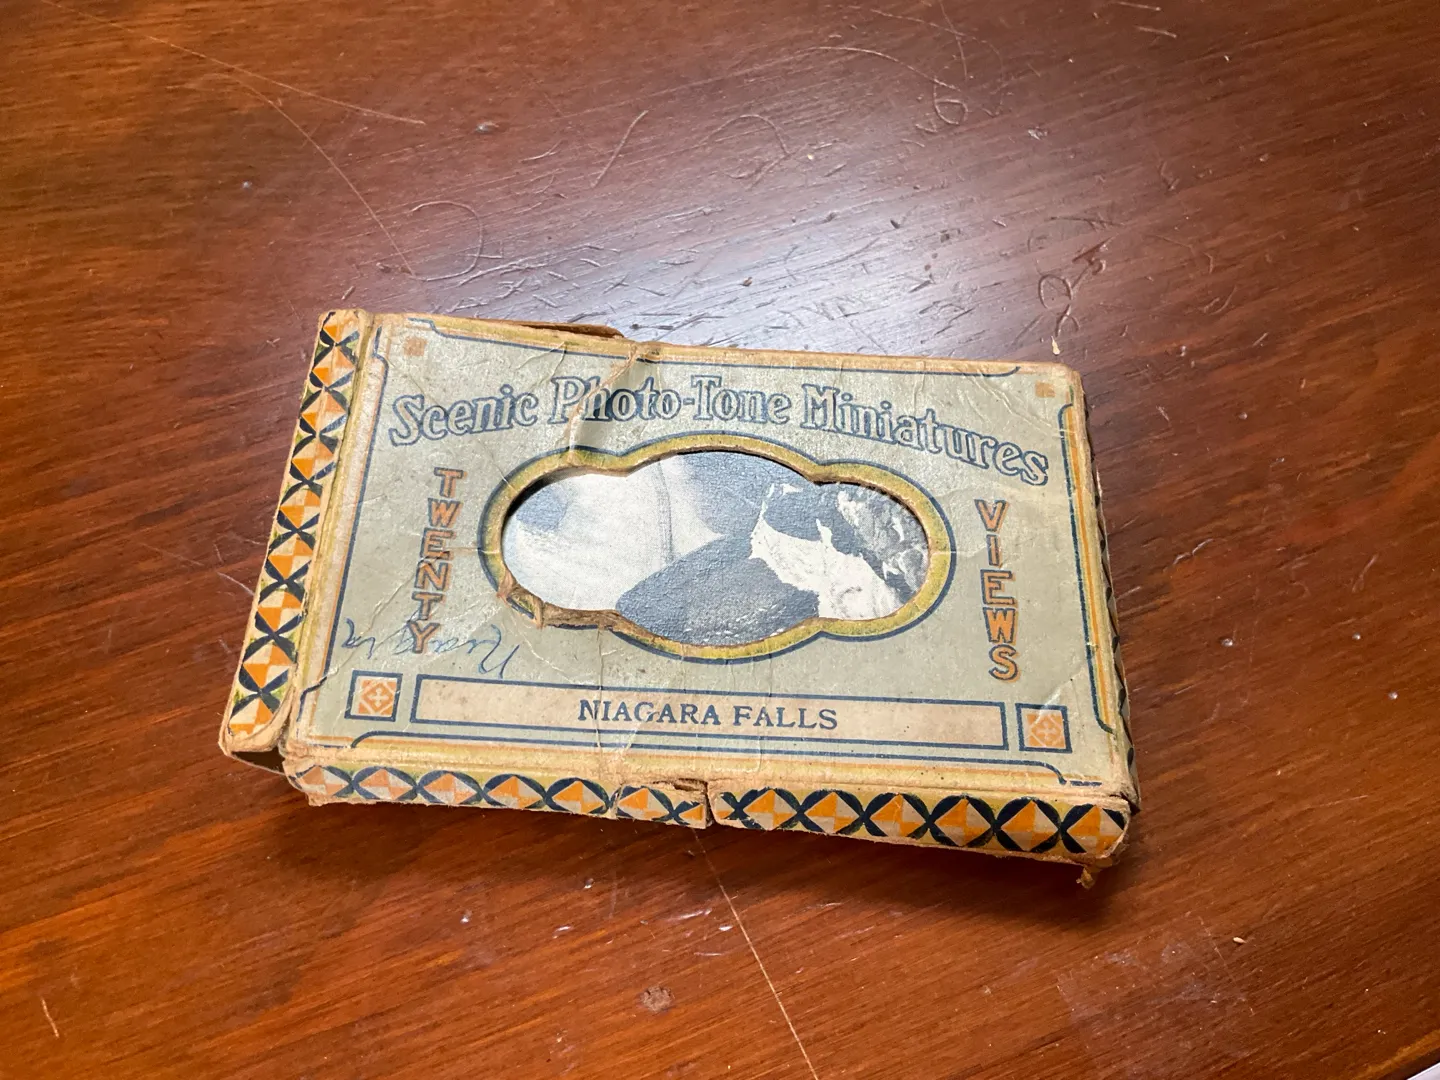 Scenic Photo-Tone Miniatures
TWENTY
VIEWS
NIAGARA FALLS